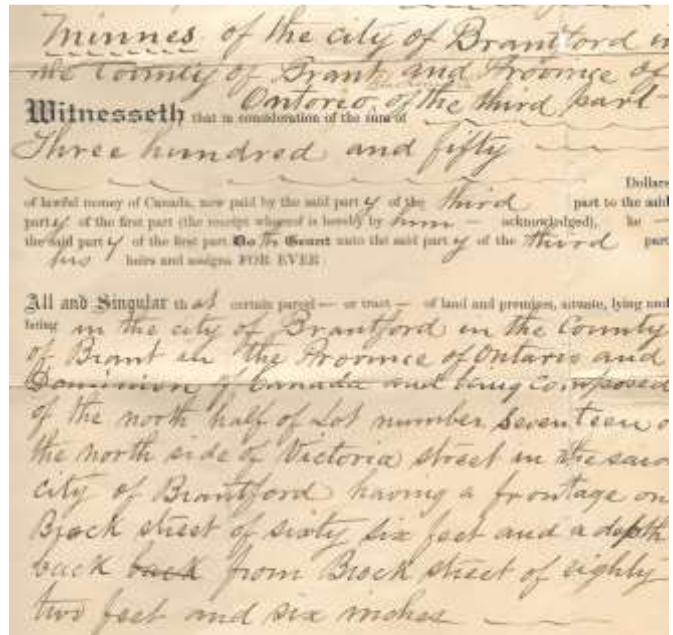 Minnes of the city of Brantford in
the County of Brant and Province of
Ontario, of the third part
Witnesseth that in consideration of the sum of
Three hundred and fifty
Dollars
of lawful money of Canada, now paid by the said party of the third part to the said
party of the first part (the receipt whereof is hereby by him acknowledged), he
the said party of the first part Doth Grant unto the said party of the third part
his heirs and assigns FOR EVER
All and Singular that certain parcel or tract of land and premises, situate, lying and
being in the city of Brantford in the County
of Brant in the Province of Ontario and
Dominion of Canada and being composed
of the north half of Lot number Seventeen
the north side of Victoria street in the said
city of Brantford having a frontage on
Brock street of sixty six feet and a depth
back back from Brock street of eighty
two feet and six inches